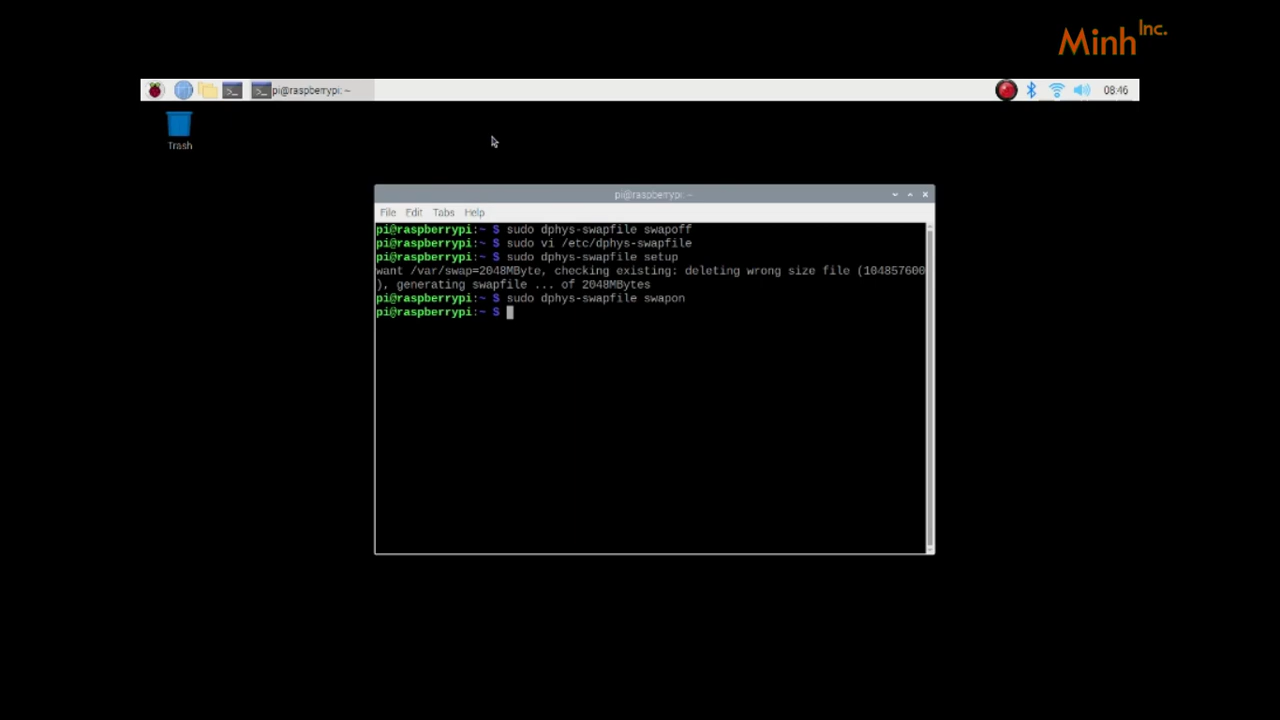 Minh Inc.
pi@raspberrypi: ~
08:46
Trash
pi@raspberrypi: ~
File Edit Tabs Help
pi@raspberrypi:~ $ sudo dphys-swapfile swapoff
pi@raspberrypi:~ $ sudo vi /etc/dphys-swapfile
pi@raspberrypi:~ $ sudo dphys-swapfile setup
want /var/swap=2048MByte, checking existing: deleting wrong size file (104857600
), generating swapfile ... of 2048MBytes
pi@raspberrypi:~ $ sudo dphys-swapfile swapon
pi@raspberrypi:~ $